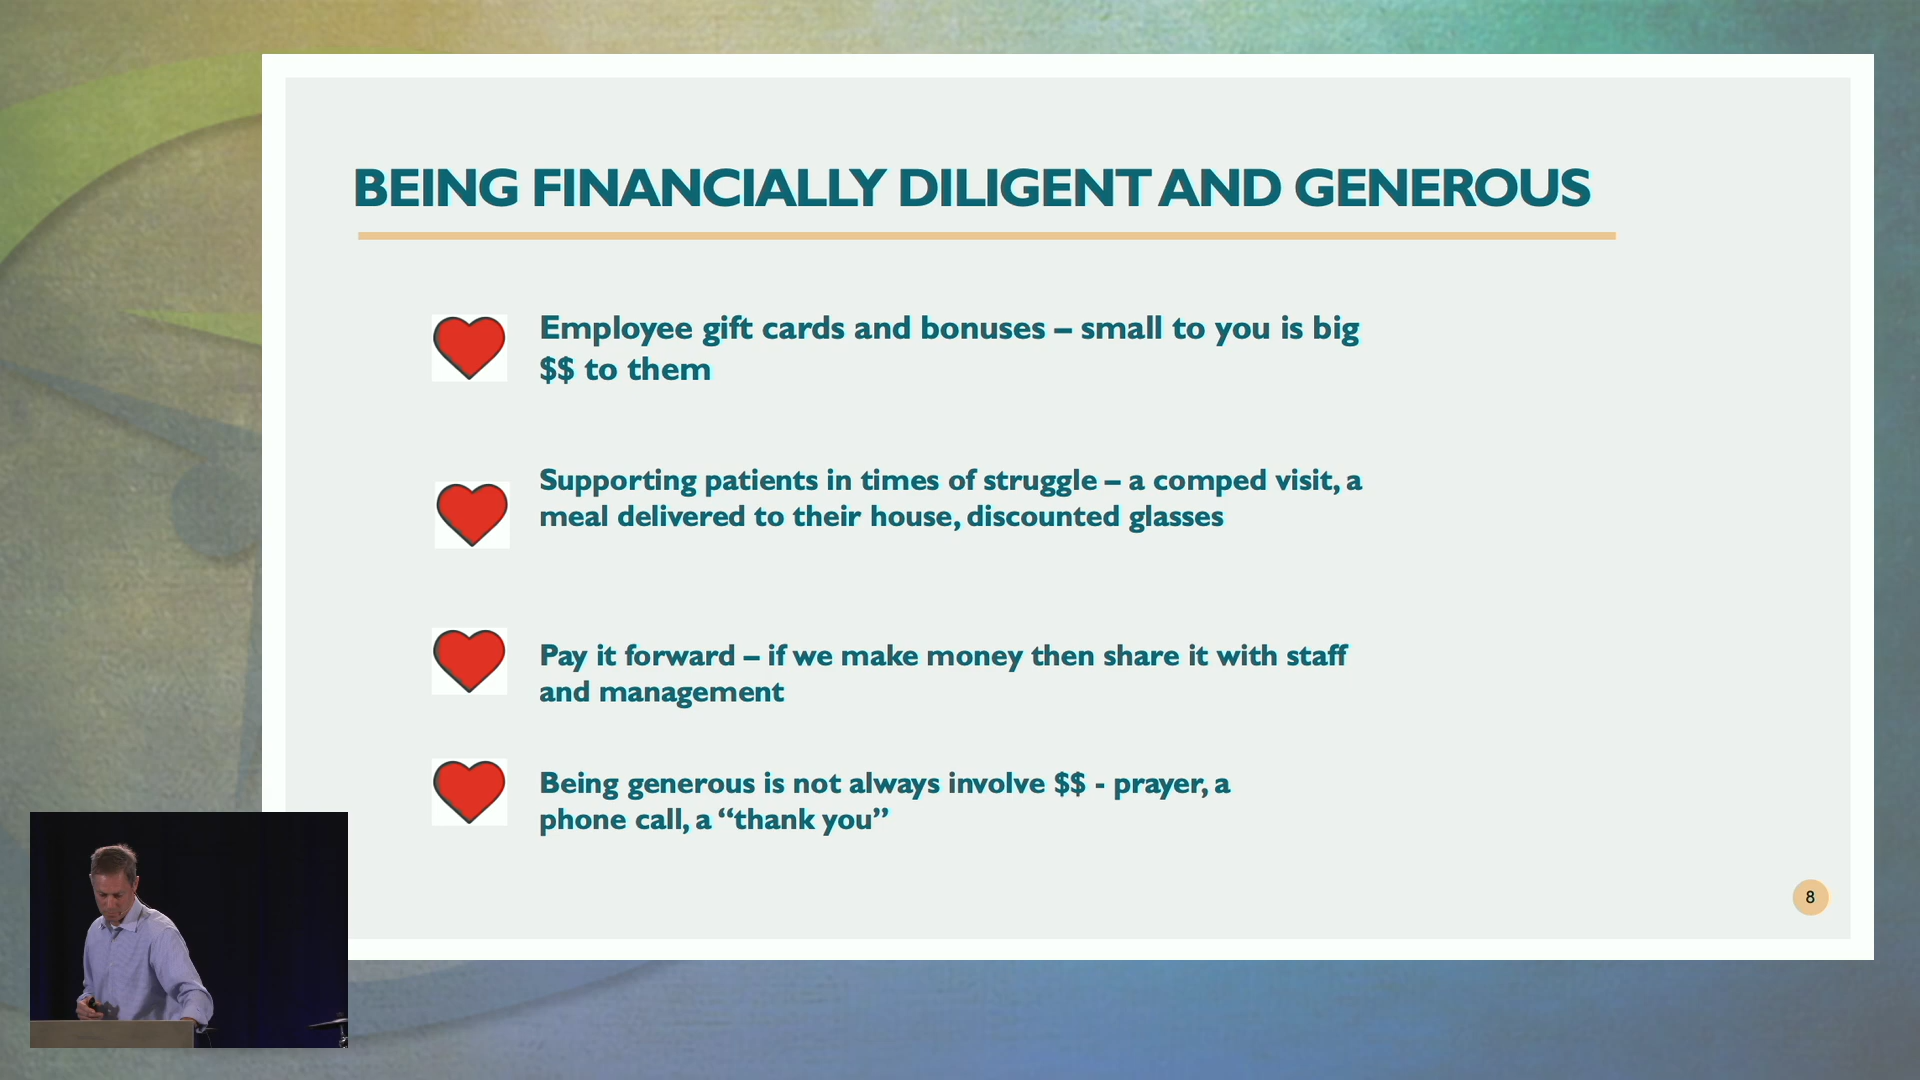 BEING FINANCIALLY DILIGENT AND GENEROUS
Employee gift cards and bonuses – small to you is big
$$ to them
Supporting patients in times of struggle – a comped visit, a
meal delivered to their house, discounted glasses
Pay it forward – if we make money then share it with staff
and management
Being generous is not always involve $$ - prayer, a
phone call, a “thank you”
8